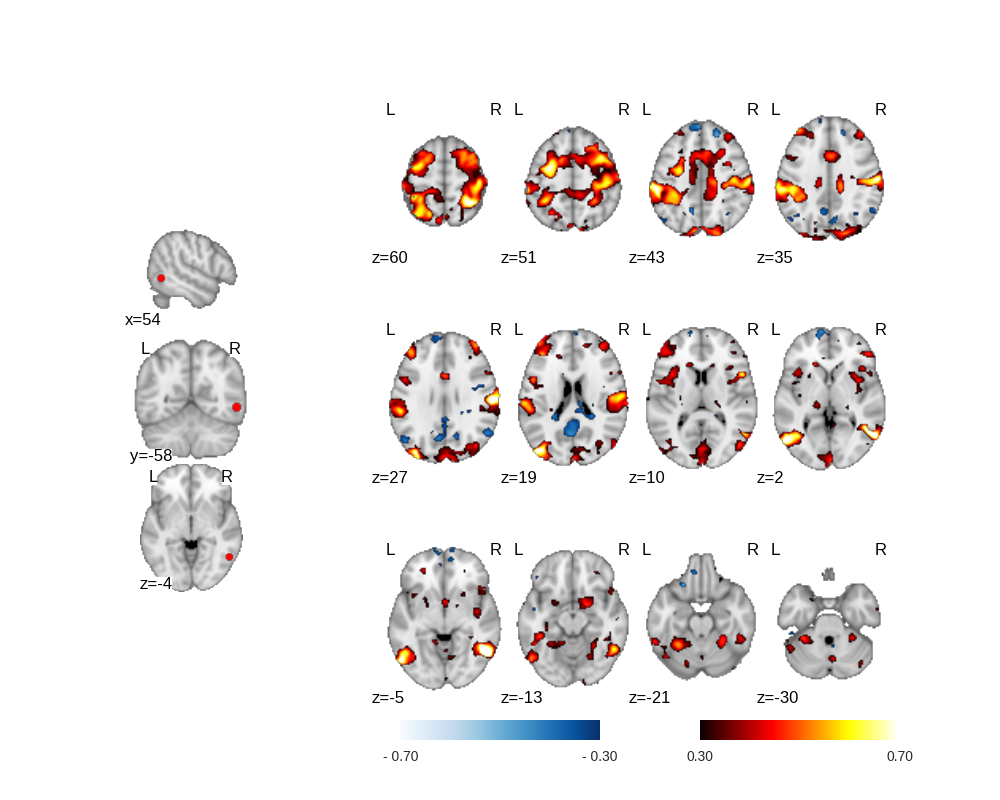 L R L R L R L R
z=60 z=51 z=43 z=35
x=54
L R
y=-58
L R
z=-4
L R L R L R L R
z=27 z=19 z=10 z=2
L R L R L R L R
z=-5 z=-13 z=-21 z=-30
- 0.70 - 0.30 0.30 0.70